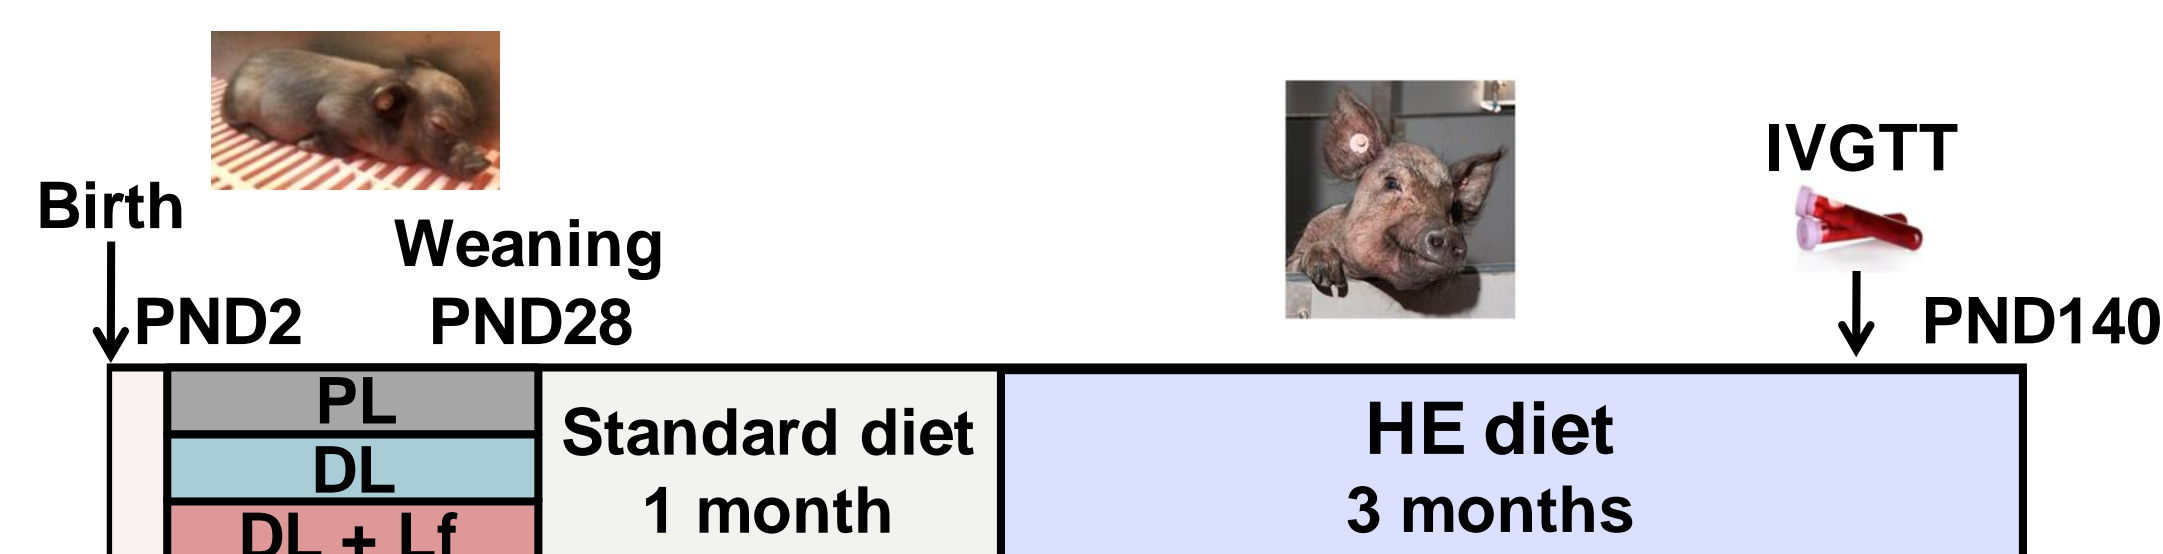 Birth
PND2
Weaning
PND28
IVGTT
PND140
PL
DL
DL + Lf
Standard diet
1 month
HE diet
3 months